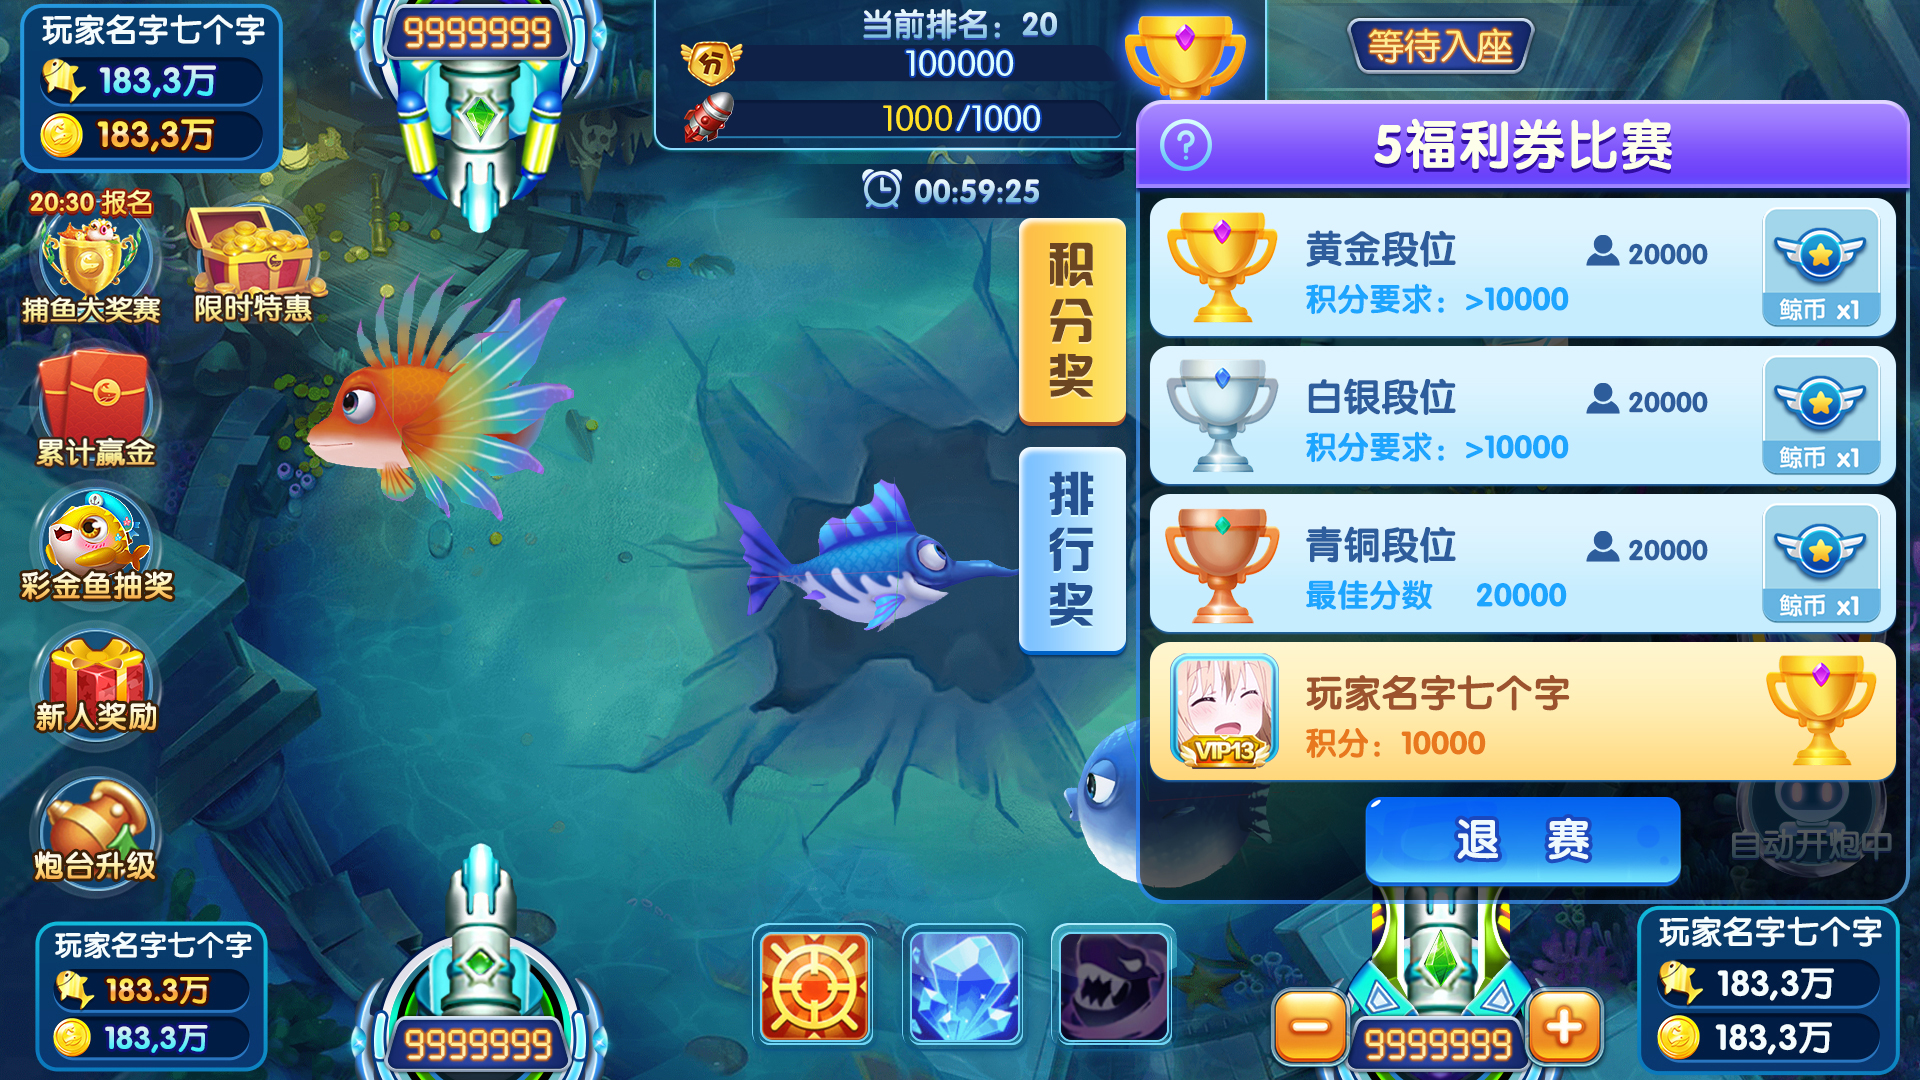 玩家名字七个字
183,3万
183,3万
9999999
当前排名：20
100000
1000/1000
00:59:25
等待入座
5福利券比赛
20:30 报名
捕鱼大奖赛
限时特惠
累计赢金
彩金鱼抽奖
新人奖励
炮台升级
积分奖
排行奖
黄金段位
20000
积分要求：>10000
鲸币 x1
白银段位
20000
积分要求：>10000
鲸币 x1
青铜段位
20000
最佳分数 20000
鲸币 x1
玩家名字七个字
积分：10000
VIP13
退 赛
自动开炮中
玩家名字七个字
183.3万
183,3万
9999999
9999999
玩家名字七个字
183,3万
183,3万